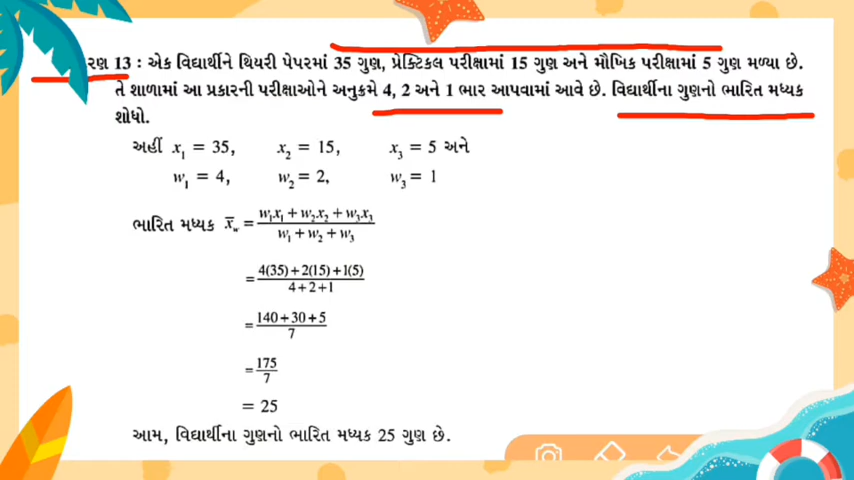 રણ 13 : એક વિદ્યાર્થીને થિયરી પેપરમાં 35 ગુણ, પ્રેક્ટિકલ પરીક્ષામાં 15 ગુણ અને મૌખિક પરીક્ષામાં 5 ગુણ મળ્યા છે.
તે શાળામાં આ પ્રકારની પરીક્ષાઓને અનુક્રમે 4, 2 અને 1 ભાર આપવામાં આવે છે. વિદ્યાર્થીના ગુણનો ભારિત મધ્યક
શોધો.
અહીં x₁ = 35, x₂ = 15, x₃ = 5 અને
w₁ = 4, w₂ = 2, w₃ = 1
ભારિત મધ્યક x̅w = (w₁x₁ + w₂x₂ + w₃x₃) / (w₁ + w₂ + w₃)
= (4(35) + 2(15) + 1(5)) / (4 + 2 + 1)
= (140 + 30 + 5) / 7
= 175 / 7
= 25
આમ, વિદ્યાર્થીના ગુણનો ભારિત મધ્યક 25 ગુણ છે.